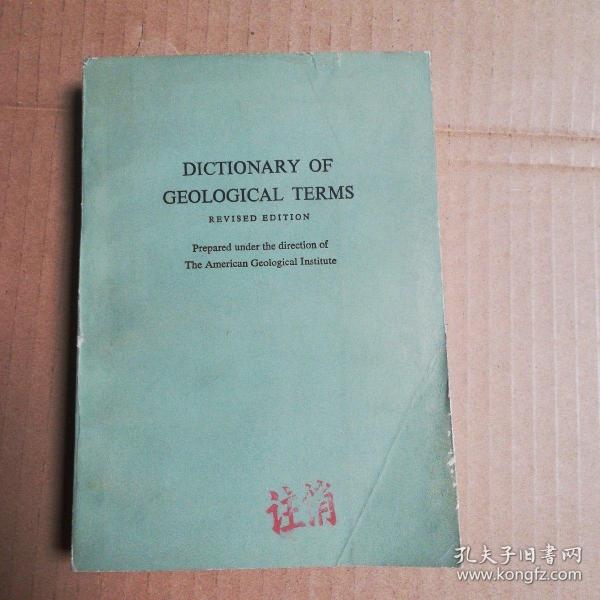 DICTIONARY OF
GEOLOGICAL TERMS
REVISED EDITION
Prepared under the direction of
The American Geological Institute
注销
孔夫子旧书网
www.kongfz.com